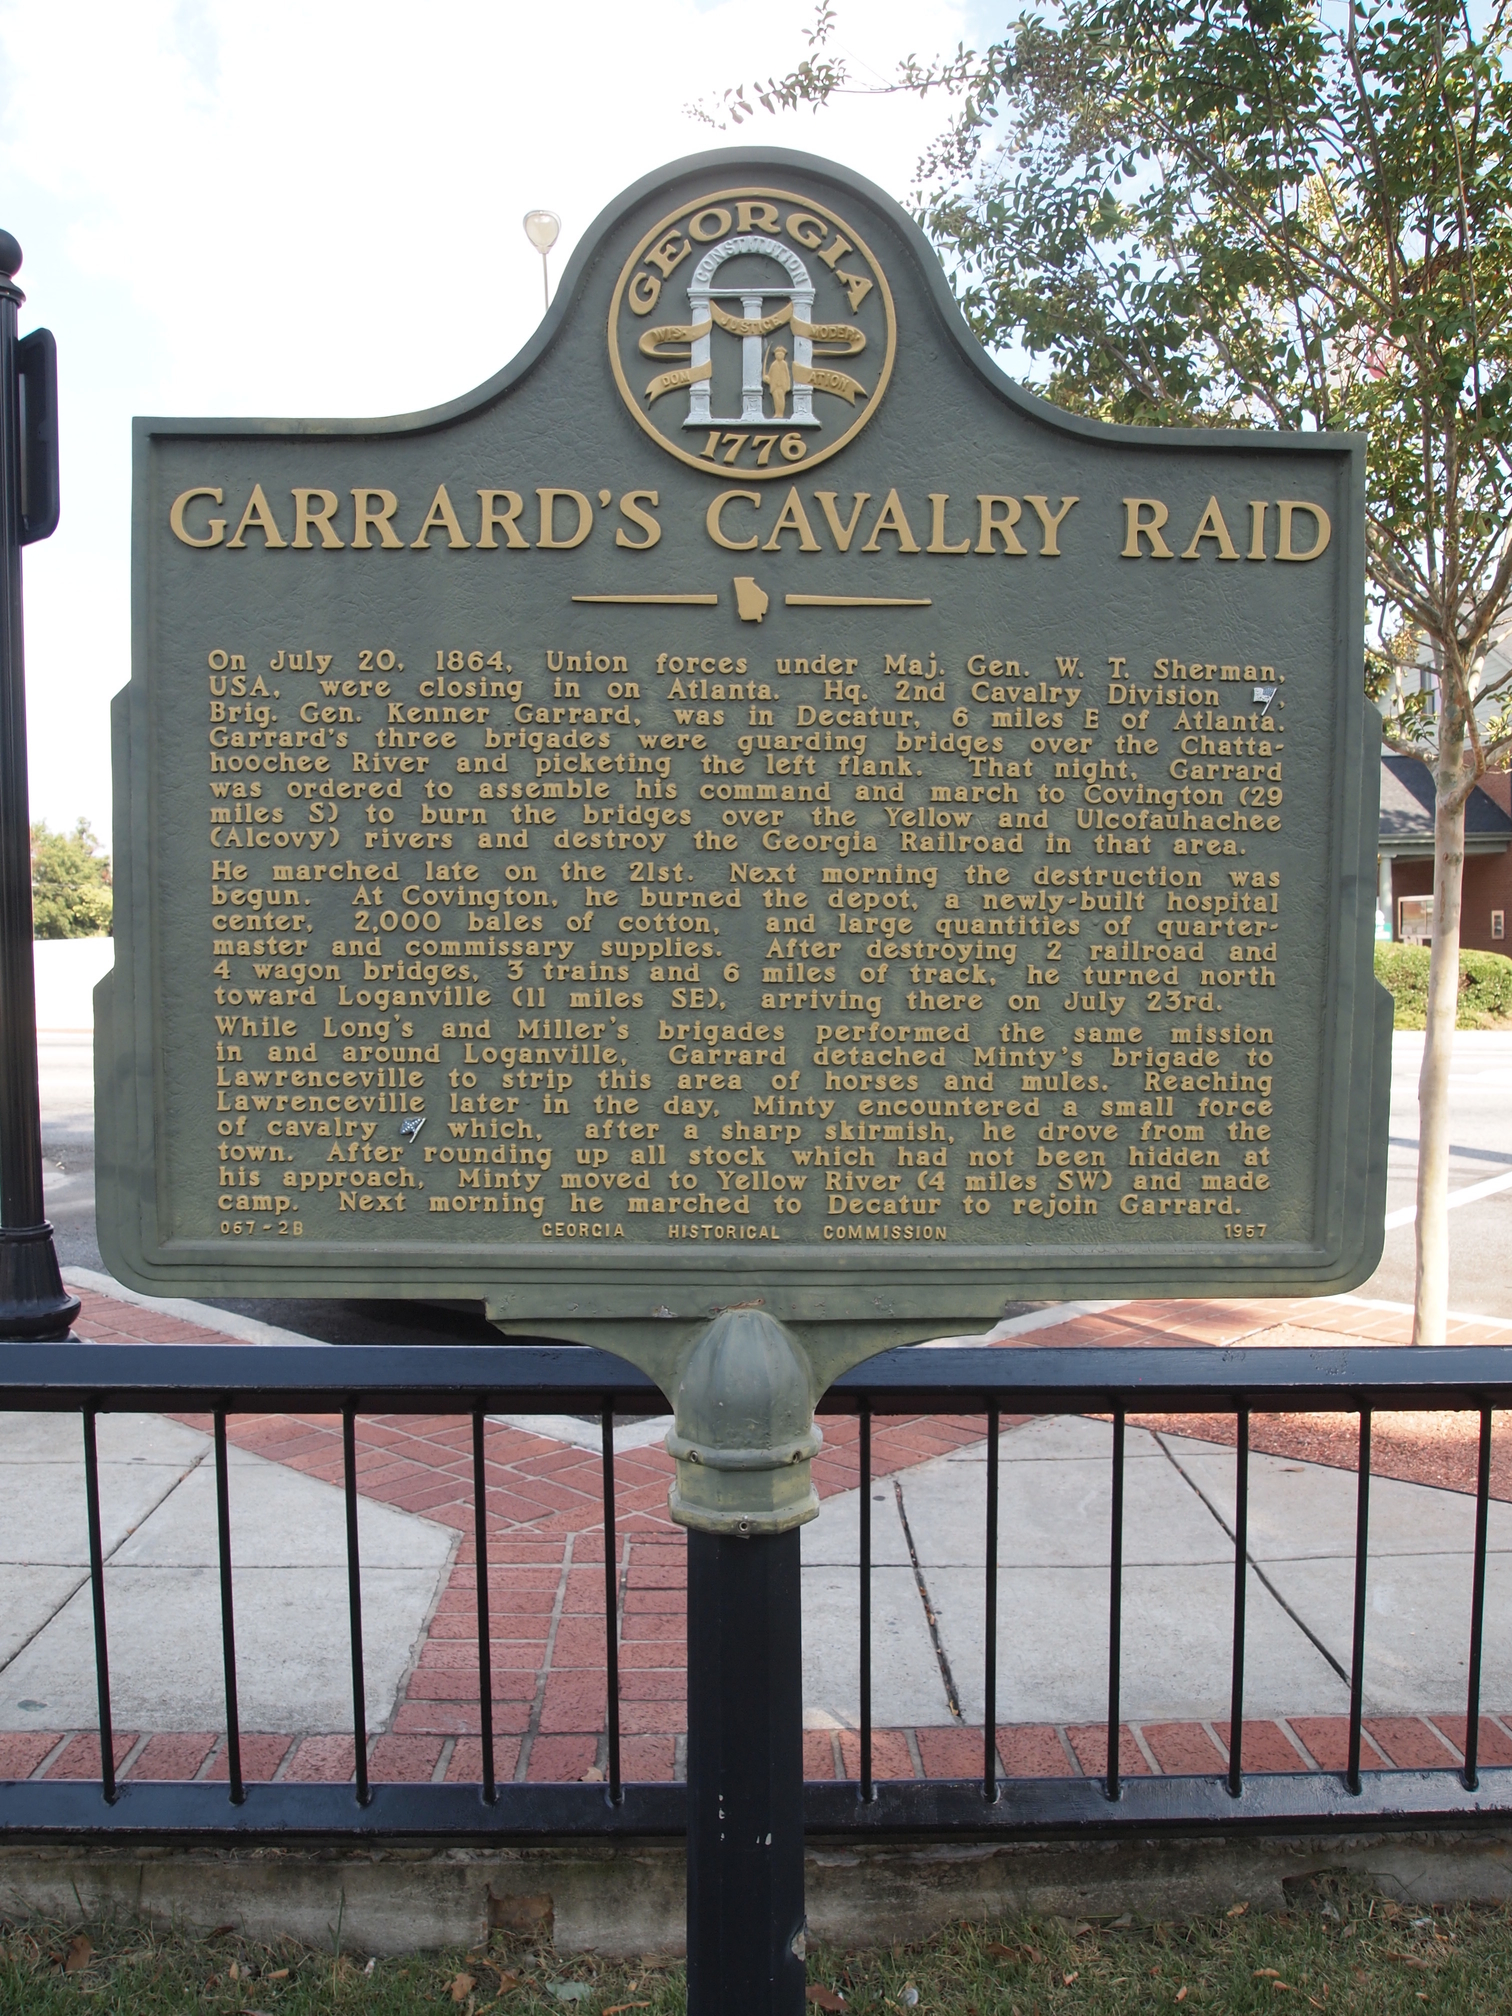 GEORGIA
CONSTITUTION
WIS JUSTICE MODER
DOM ATION
1776
GARRARD'S CAVALRY RAID
On July 20, 1864, Union forces under Maj. Gen. W. T. Sherman,
USA, were closing in on Atlanta. Hq. 2nd Cavalry Division ,
Brig. Gen. Kenner Garrard, was in Decatur, 6 miles E of Atlanta.
Garrard's three brigades were guarding bridges over the Chatta-
hoochee River and picketing the left flank. That night, Garrard
was ordered to assemble his command and march to Covington (29
miles S) to burn the bridges over the Yellow and Ulcofauhachee
(Alcovy) rivers and destroy the Georgia Railroad in that area.
He marched late on the 21st. Next morning the destruction was
begun. At Covington, he burned the depot, a newly-built hospital
center, 2,000 bales of cotton, and large quantities of quarter-
master and commissary supplies. After destroying 2 railroad and
4 wagon bridges, 3 trains and 6 miles of track, he turned north
toward Loganville (11 miles SE), arriving there on July 23rd.
While Long's and Miller's brigades performed the same mission
in and around Loganville, Garrard detached Minty's brigade to
Lawrenceville to strip this area of horses and mules. Reaching
Lawrenceville later in the day, Minty encountered a small force
of cavalry which, after a sharp skirmish, he drove from the
town. After rounding up all stock which had not been hidden at
his approach, Minty moved to Yellow River (4 miles SW) and made
camp. Next morning he marched to Decatur to rejoin Garrard.
067-2B GEORGIA HISTORICAL COMMISSION 1957